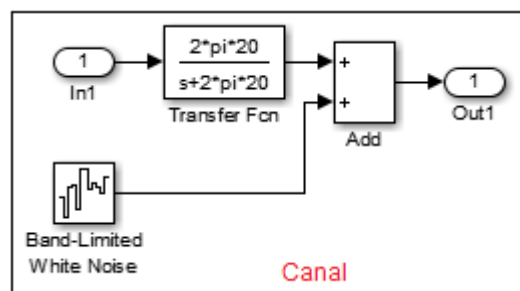 1
In1
2*pi*20
s+2*pi*20
Transfer Fcn
+
+
Add
1
Out1
Band-Limited
White Noise
Canal